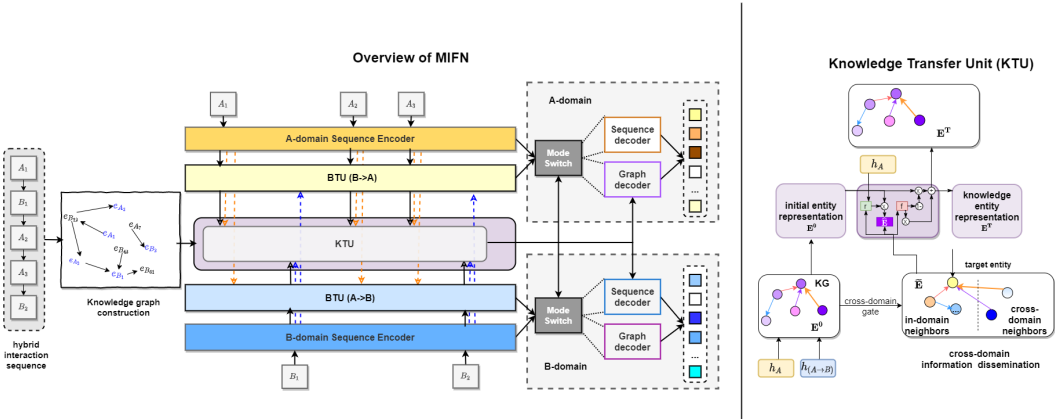 Overview of MIFN
A₁
B₁
A₂
A₃
B₂
hybrid
interaction
sequence
Knowledge graph
construction
A₁
A₂
A₃
A-domain Sequence Encoder
BTU (B->A)
KTU
BTU (A->B)
B-domain Sequence Encoder
B₁
B₂
A-domain
Mode
Switch
Sequence
decoder
Graph
decoder
...
Mode
Switch
Sequence
decoder
Graph
decoder
B-domain
...
Knowledge Transfer Unit (KTU)
E^T
h_A
initial entity
representation
E⁰
knowledge
entity
representation
E^T
target entity
KG
E⁰
cross-domain
gate
Ē
...
in-domain
neighbors
cross-
domain
neighbors
h_A
h_(A→B)
cross-domain
information dissemination